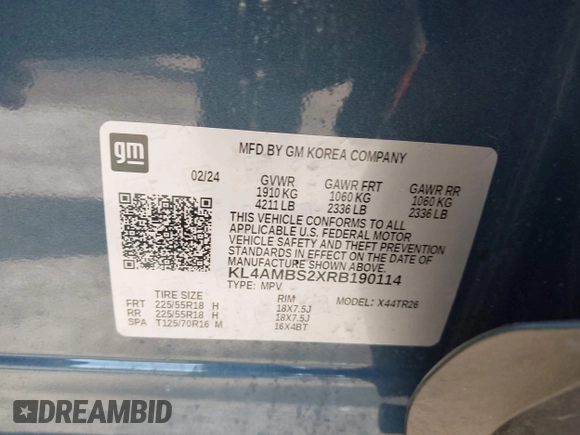 gm
MFD BY GM KOREA COMPANY
02/24
GVWR GAWR FRT GAWR RR
1910 KG 1060 KG 1060 KG
4211 LB 2336 LB 2336 LB
THIS VEHICLE CONFORMS TO ALL
APPLICABLE U.S. FEDERAL MOTOR
VEHICLE SAFETY AND THEFT PREVENTION
STANDARDS IN EFFECT ON THE DATE OF
MANUFACTURE SHOWN ABOVE.
KL4AMBS2XRB190114
TYPE: MPV. MODEL: X44TR26
TIRE SIZE RIM
FRT 225/55R18 H 18X7.5J
RR 225/55R18 H 18X7.5J
SPA T125/70R16 M 16X4BT
DREAMBID